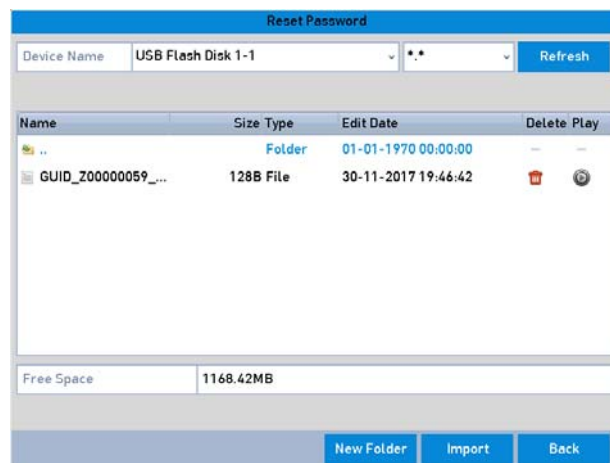 Reset Password
Device Name USB Flash Disk 1-1 *.* Refresh
Name Size Type Edit Date Delete Play
.. Folder 01-01-1970 00:00:00 — —
GUID_Z00000059_... 128B File 30-11-2017 19:46:42
Free Space 1168.42MB
New Folder Import Back